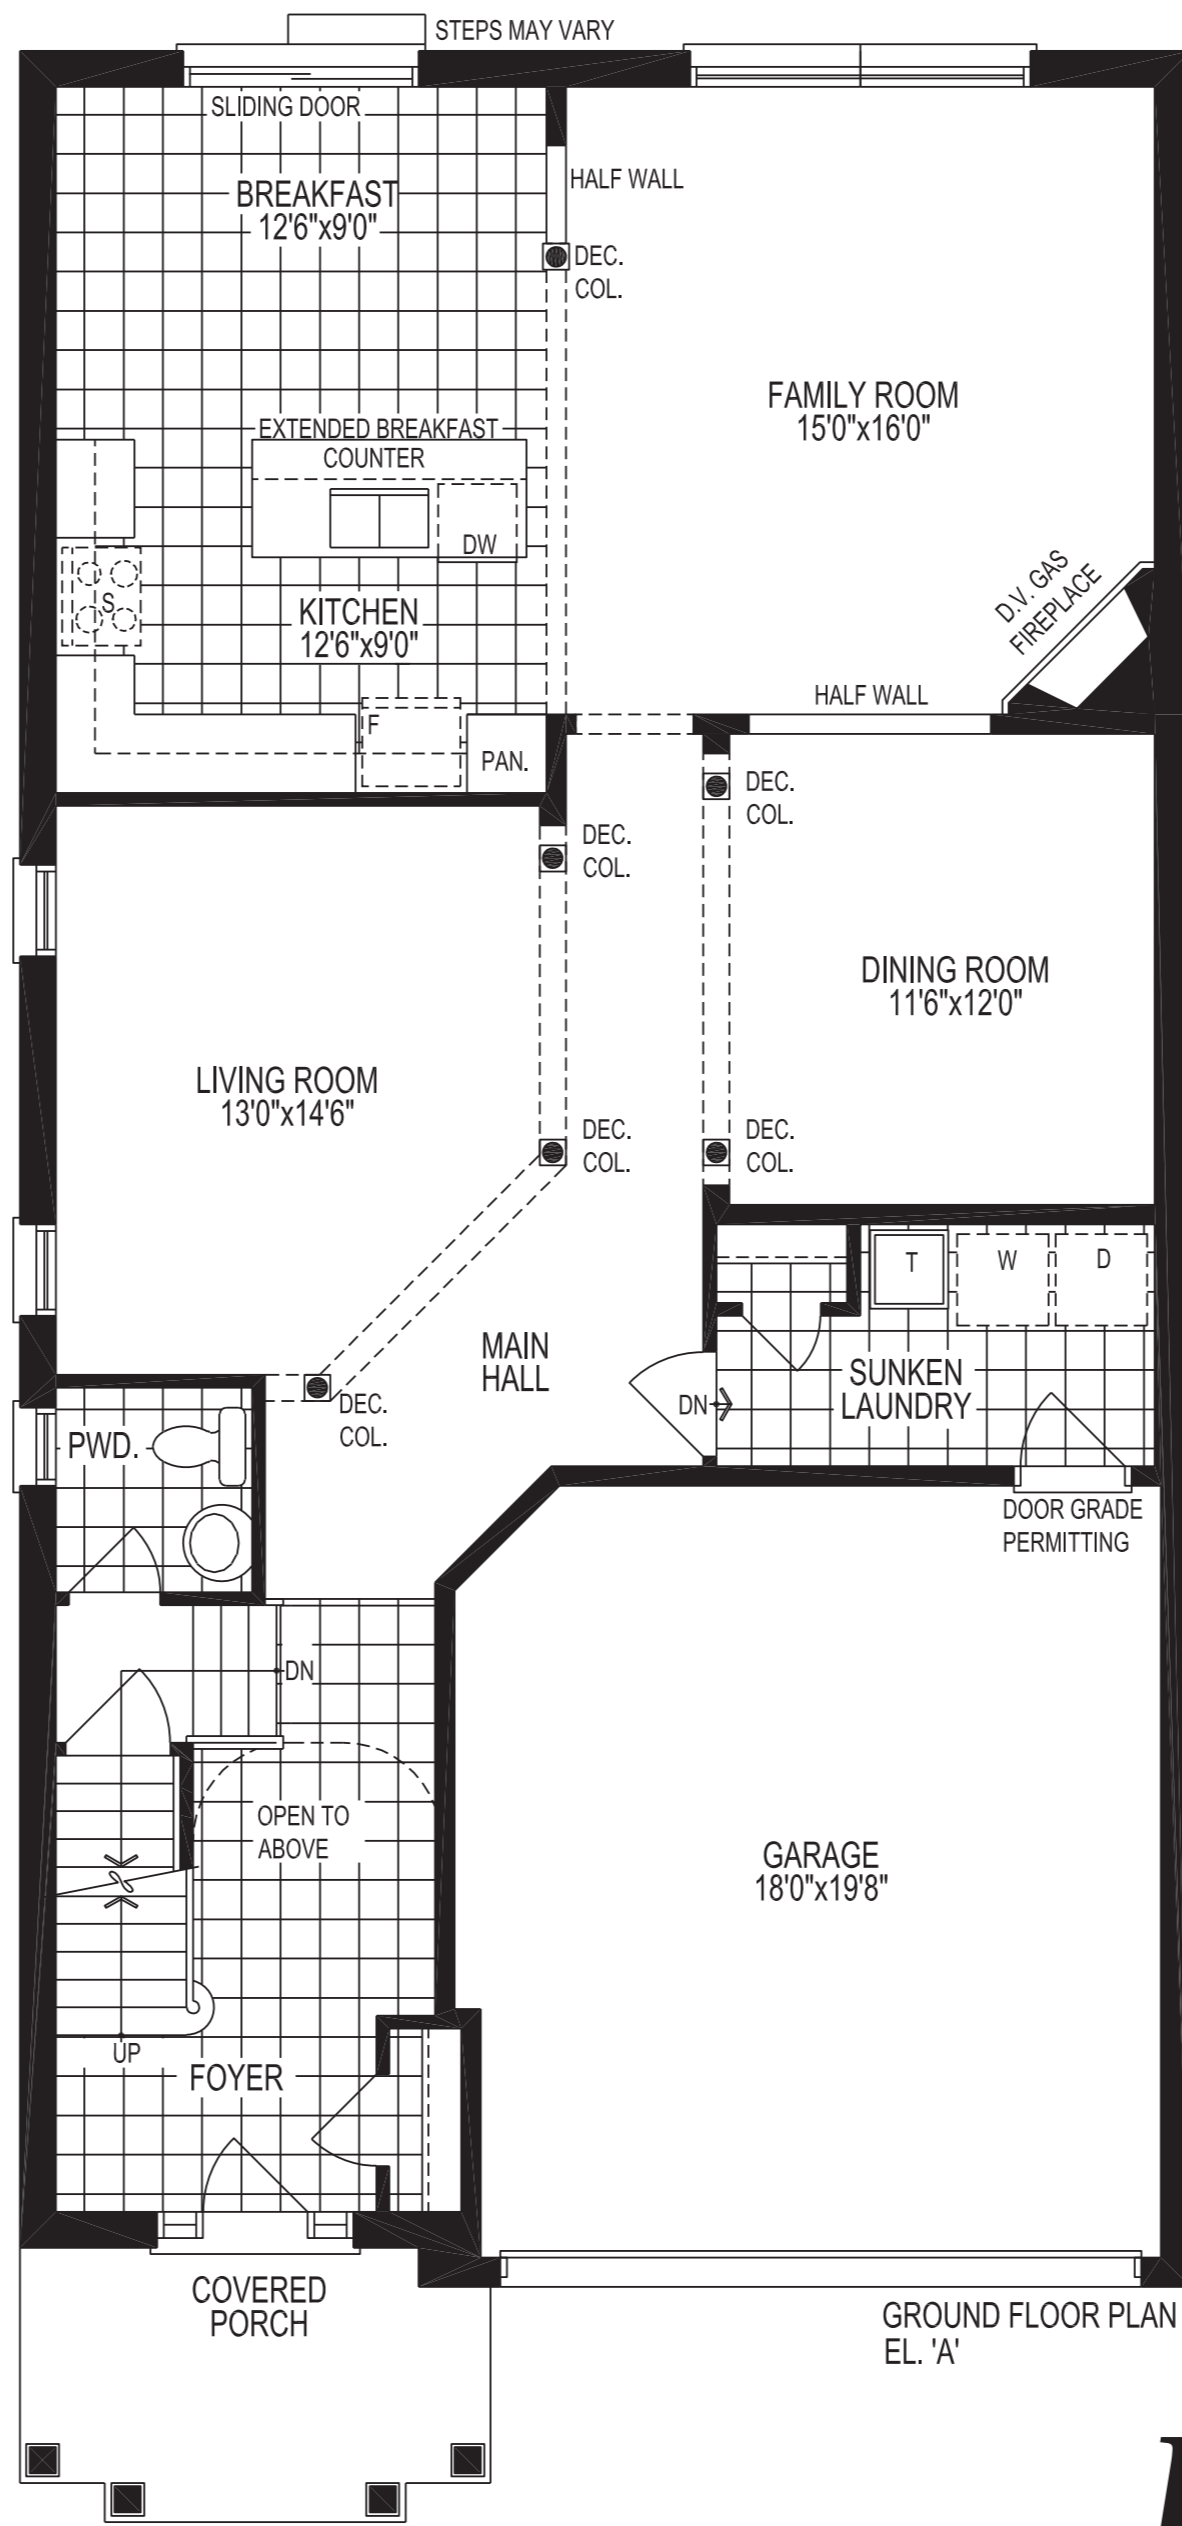 STEPS MAY VARY
SLIDING DOOR
BREAKFAST
12'6"x9'0"
HALF WALL
DEC.
COL.
FAMILY ROOM
15'0"x16'0"
EXTENDED BREAKFAST
COUNTER
DW
S
KITCHEN
12'6"x9'0"
D.V. GAS
FIREPLACE
HALF WALL
F
PAN.
DEC.
COL.
DEC.
COL.
DINING ROOM
11'6"x12'0"
LIVING ROOM
13'0"x14'6"
DEC.
COL.
DEC.
COL.
T
W
D
MAIN
HALL
SUNKEN
LAUNDRY
DN
DEC.
COL.
PWD.
DOOR GRADE
PERMITTING
DN
OPEN TO
ABOVE
GARAGE
18'0"x19'8"
UP
FOYER
COVERED
PORCH
GROUND FLOOR PLAN
EL. 'A'